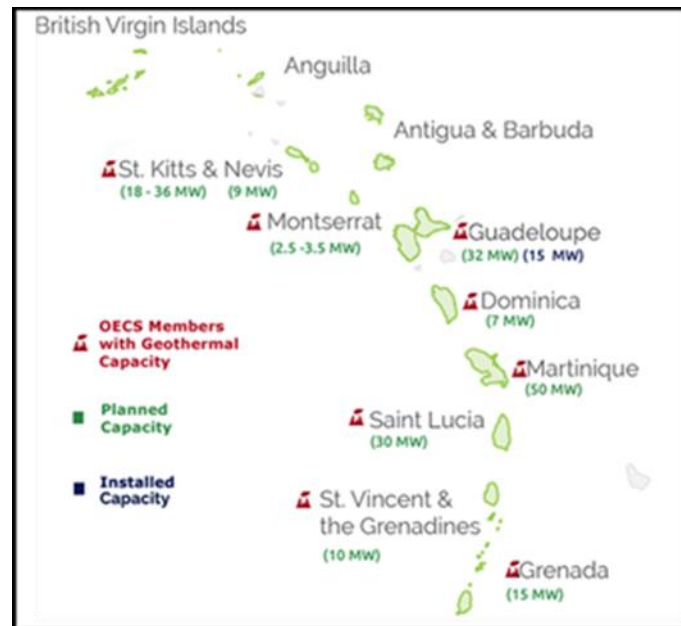 British Virgin Islands
Anguilla
Antigua & Barbuda
St. Kitts & Nevis
(18 - 36 MW) (9 MW)
Montserrat
(2.5 -3.5 MW)
Guadeloupe
(32 MW) (15 MW)
Dominica
(7 MW)
OECS Members
with Geothermal
Capacity
Martinique
(50 MW)
Planned
Capacity
Saint Lucia
(30 MW)
Installed
Capacity
St. Vincent &
the Grenadines
(10 MW)
Grenada
(15 MW)